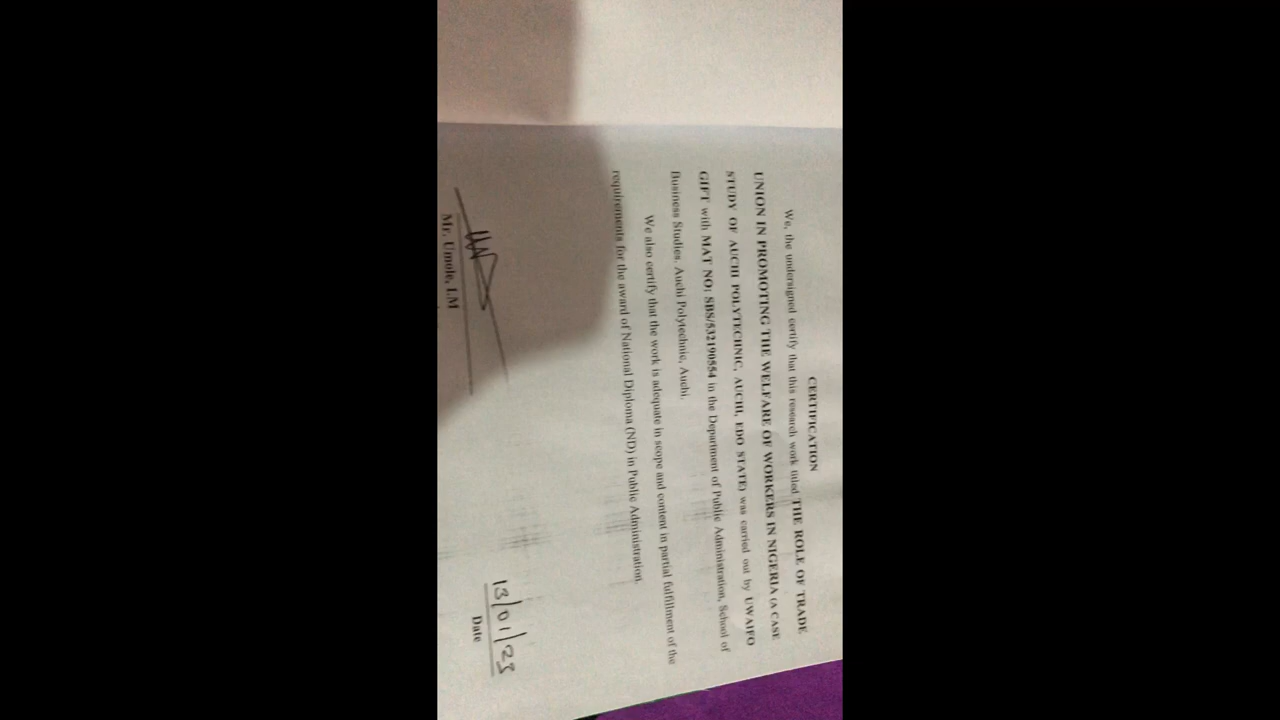 CERTIFICATION
We, the undersigned certify that this research work titled THE ROLE OF TRADE
UNION IN PROMOTING THE WELFARE OF WORKERS IN NIGERIA (A CASE
STUDY OF AUCHI POLYTECHNIC, AUCHI, EDO STATE) was carried out by UWAIFO
GIFT with MAT NO: SBS/532190554 in the Department of Public Administration, School of
Business Studies. Auchi Polytechnic, Auchi.
We also certify that the work is adequate in scope and content in partial fulfillment of the
requirements for the award of National Diploma (ND) in Public Administration.
13/01/23
Mr. Umole, I.M
Date